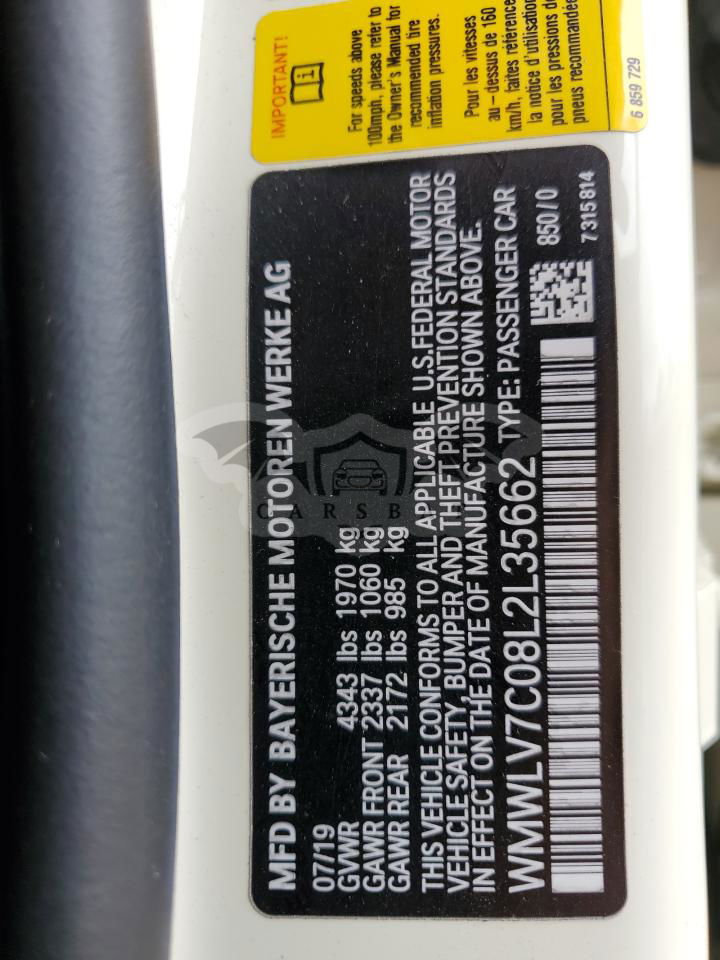 IMPORTANT!
For speeds above
100mph, please refer to
the Owner's Manual for
recommended tire
inflation pressures.
Pour les vitesses
au - dessus de 160
km/h, faites référence
la notice d'utilisation
pour les pressions de
pneus recommandée
6 859 729
MFD BY BAYERISCHE MOTOREN WERKE AG
07/19
GVWR 4343 lbs 1970 kg
GAWR FRONT 2337 lbs 1060 kg
GAWR REAR 2172 lbs 985 kg
THIS VEHICLE CONFORMS TO ALL APPLICABLE U.S.FEDERAL MOTOR
VEHICLE SAFETY, BUMPER AND THEFT PREVENTION STANDARDS
IN EFFECT ON THE DATE OF MANUFACTURE SHOWN ABOVE.
WMWLV7C08L2L35662 TYPE: PASSENGER CAR
850 / 0
7 315 814